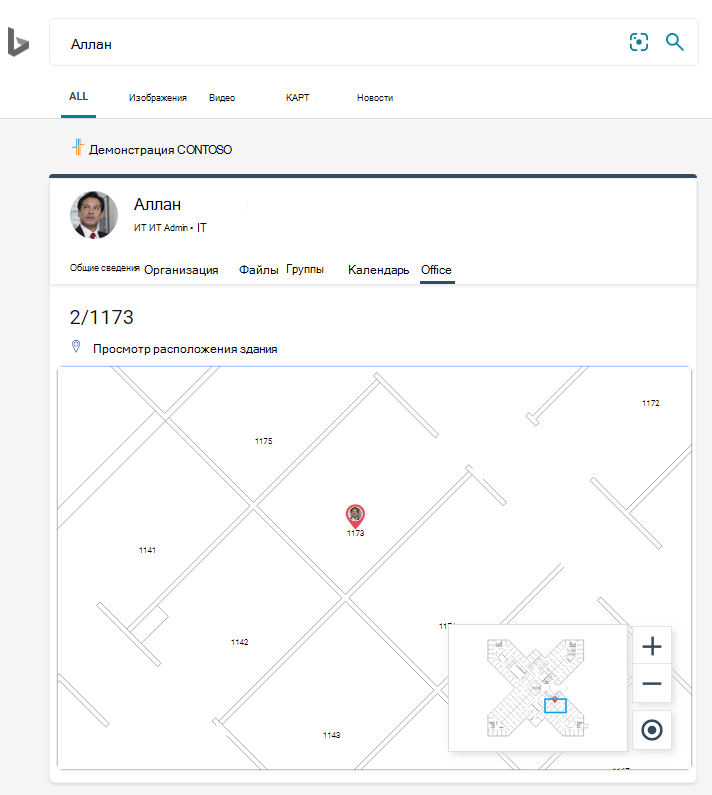 Аллан
ALL Изображения Видео КАРТ Новости
Демонстрация CONTOSO
Аллан
ИТ ИТ Admin • IT
Общие сведения Организация Файлы Группы Календарь Office
2/1173
Просмотр расположения здания
1172
1175
1173
1141
1142
1143